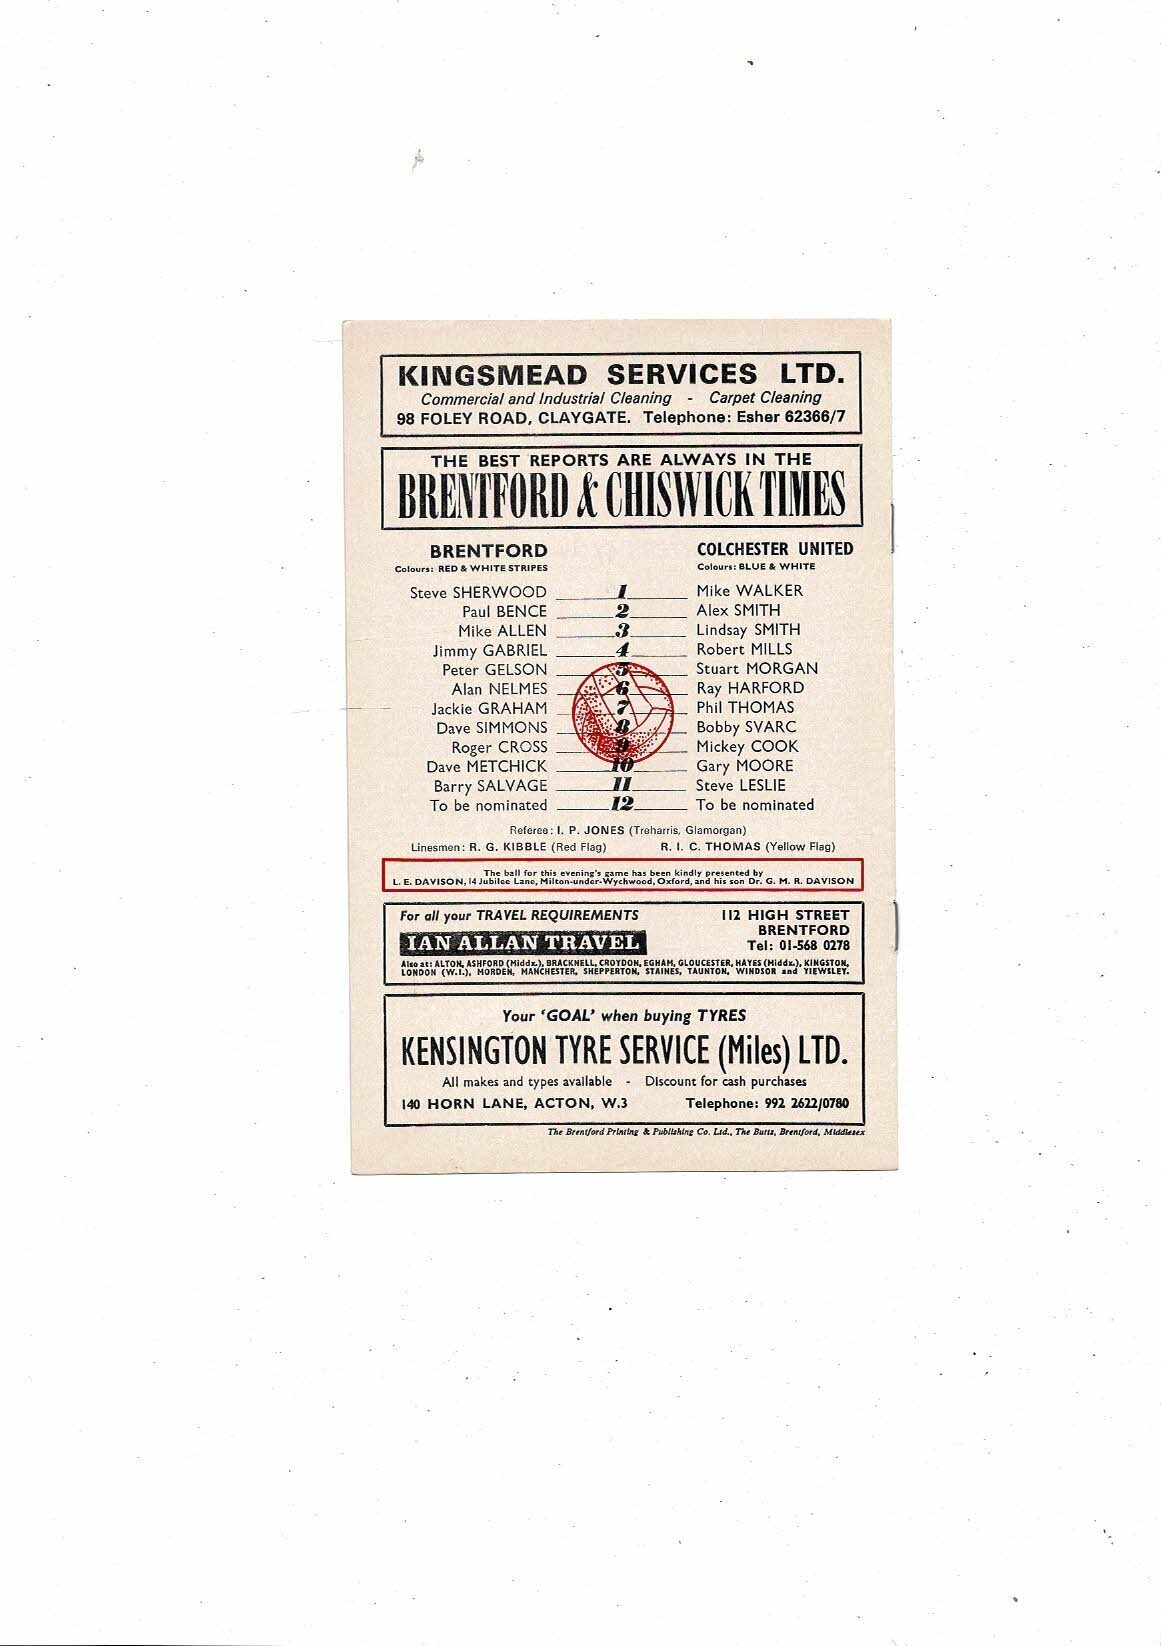 KINGSMEAD SERVICES LTD.
Commercial and Industrial Cleaning - Carpet Cleaning
98 FOLEY ROAD, CLAYGATE. Telephone: Esher 62366/7
THE BEST REPORTS ARE ALWAYS IN THE
BRENTFORD & CHISWICK TIMES
BRENTFORD COLCHESTER UNITED
Colours: RED & WHITE STRIPES Colours: BLUE & WHITE
Steve SHERWOOD 1 Mike WALKER
Paul BENCE 2 Alex SMITH
Mike ALLEN 3 Lindsay SMITH
Jimmy GABRIEL 4 Robert MILLS
Peter GELSON 5 Stuart MORGAN
Alan NELMES 6 Ray HARFORD
Jackie GRAHAM 7 Phil THOMAS
Dave SIMMONS 8 Bobby SVARC
Roger CROSS 9 Mickey COOK
Dave METCHICK 10 Gary MOORE
Barry SALVAGE 11 Steve LESLIE
To be nominated 12 To be nominated
Referee: I. P. JONES (Treharris, Glamorgan)
Linesmen: R. G. KIBBLE (Red Flag) R. I. C. THOMAS (Yellow Flag)
The ball for this evening's game has been kindly presented by
L. E. DAVISON, 14 Jubilee Lane, Milton-under-Wychwood, Oxford, and his son Dr. G. M. R. DAVISON
For all your TRAVEL REQUIREMENTS 112 HIGH STREET
BRENTFORD
IAN ALLAN TRAVEL Tel: 01-568 0278
Also at: ALTON, ASHFORD (Middx.), BRACKNELL, CROYDON, EGHAM, GLOUCESTER, HAYES (Middx.), KINGSTON,
LONDON (W.I.), MORDEN, MANCHESTER, SHEPPERTON, STAINES, TAUNTON, WINDSOR and YIEWSLEY.
Your 'GOAL' when buying TYRES
KENSINGTON TYRE SERVICE (Miles) LTD.
All makes and types available - Discount for cash purchases
140 HORN LANE, ACTON, W.3 Telephone: 992 2622/0780
The Brentford Printing & Publishing Co. Ltd., The Butts, Brentford, Middlesex